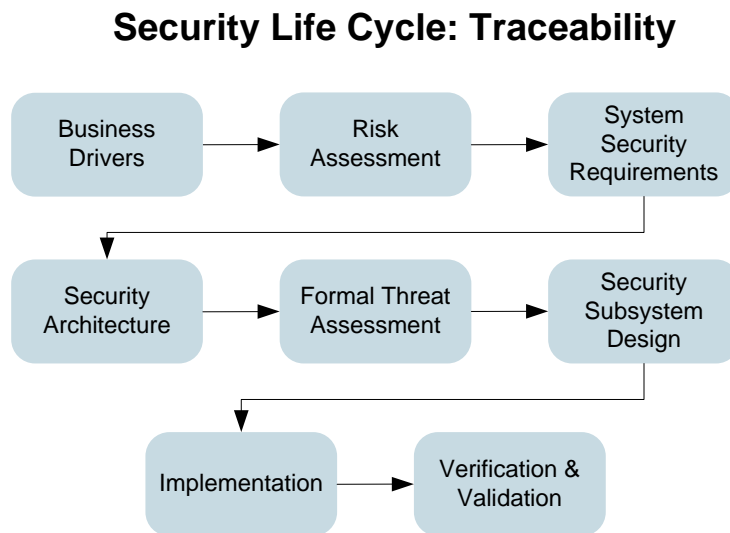 Security Life Cycle: Traceability
Business
Drivers
Risk
Assessment
System
Security
Requirements
Security
Architecture
Formal Threat
Assessment
Security
Subsystem
Design
Implementation
Verification &
Validation